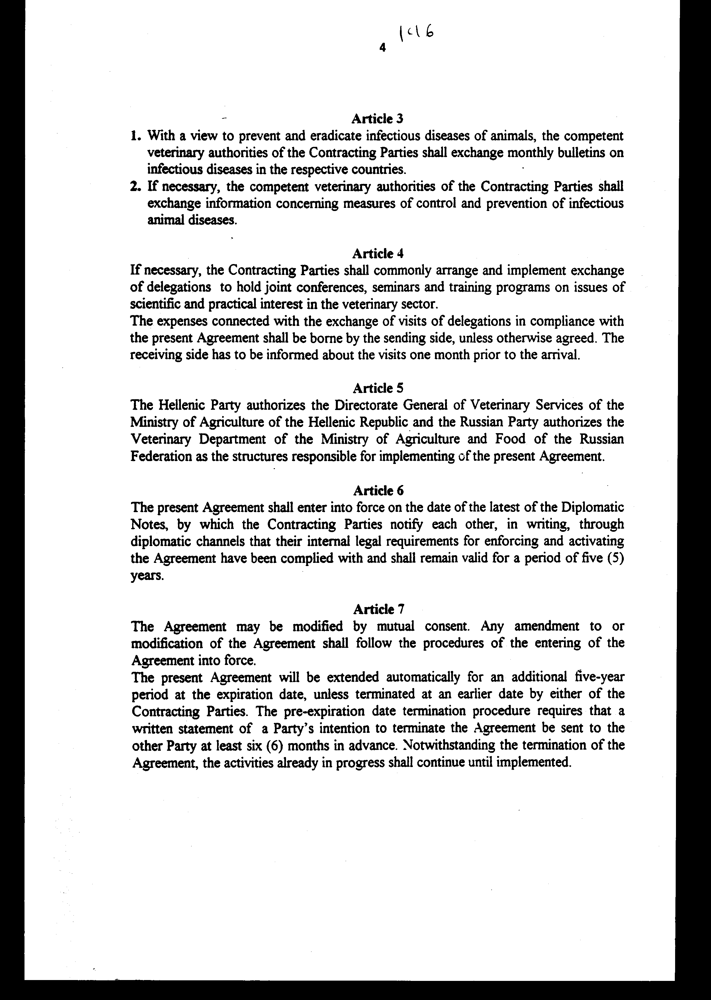 4
Article 3
1. With a view to prevent and eradicate infectious diseases of animals, the competent
veterinary authorities of the Contracting Parties shall exchange monthly bulletins on
infectious diseases in the respective countries.
2. If necessary, the competent veterinary authorities of the Contracting Parties shall
exchange information concerning measures of control and prevention of infectious
animal diseases.
Article 4
If necessary, the Contracting Parties shall commonly arrange and implement exchange
of delegations to hold joint conferences, seminars and training programs on issues of
scientific and practical interest in the veterinary sector.
The expenses connected with the exchange of visits of delegations in compliance with
the present Agreement shall be borne by the sending side, unless otherwise agreed. The
receiving side has to be informed about the visits one month prior to the arrival.
Article 5
The Hellenic Party authorizes the Directorate General of Veterinary Services of the
Ministry of Agriculture of the Hellenic Republic and the Russian Party authorizes the
Veterinary Department of the Ministry of Agriculture and Food of the Russian
Federation as the structures responsible for implementing of the present Agreement.
Article 6
The present Agreement shall enter into force on the date of the latest of the Diplomatic
Notes, by which the Contracting Parties notify each other, in writing, through
diplomatic channels that their internal legal requirements for enforcing and activating
the Agreement have been complied with and shall remain valid for a period of five (5)
years.
Article 7
The Agreement may be modified by mutual consent. Any amendment to or
modification of the Agreement shall follow the procedures of the entering of the
Agreement into force.
The present Agreement will be extended automatically for an additional five-year
period at the expiration date, unless terminated at an earlier date by either of the
Contracting Parties. The pre-expiration date termination procedure requires that a
written statement of a Party's intention to terminate the Agreement be sent to the
other Party at least six (6) months in advance. Notwithstanding the termination of the
Agreement, the activities already in progress shall continue until implemented.